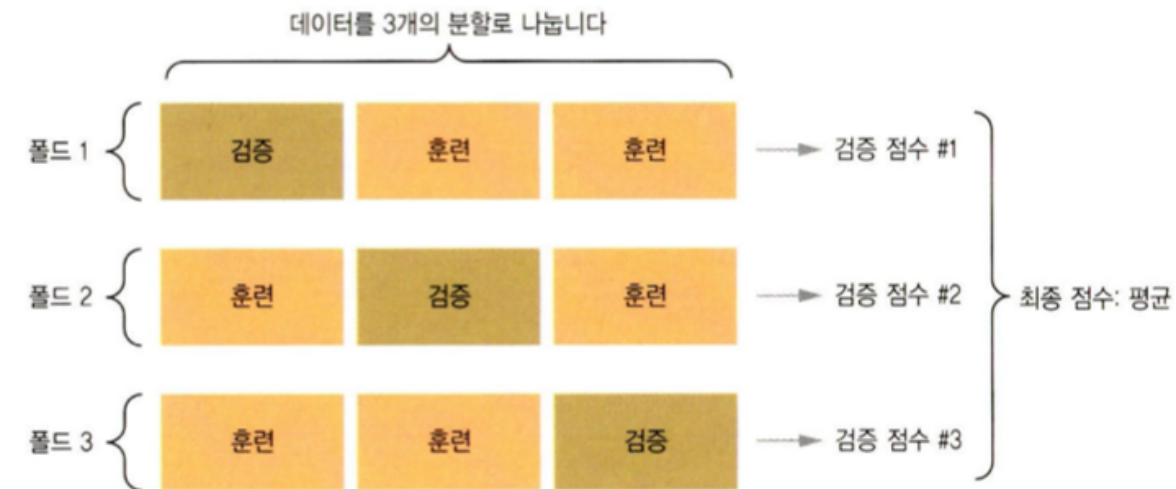 데이터를 3개의 분할로 나눕니다
폴드 1 검증 훈련 훈련 검증 점수 #1
폴드 2 훈련 검증 훈련 검증 점수 #2
최종 점수: 평균
폴드 3 훈련 훈련 검증 검증 점수 #3